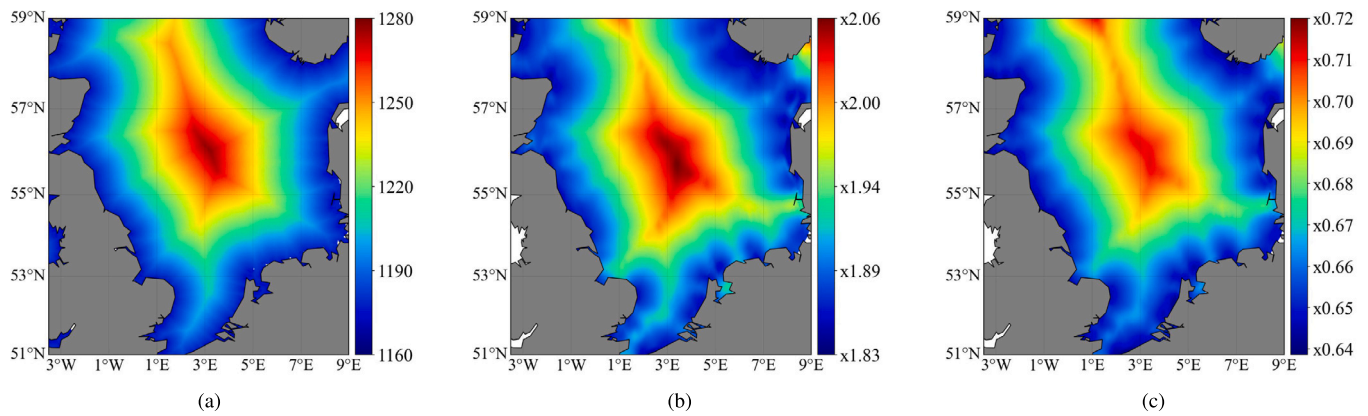 59°N
57°N
55°N
53°N
51°N
3°W 1°W 1°E 3°E 5°E 7°E 9°E
1280
1250
1220
1190
1160
(a)
59°N
57°N
55°N
53°N
51°N
3°W 1°W 1°E 3°E 5°E 7°E 9°E
x2.06
x2.00
x1.94
x1.89
x1.83
(b)
59°N
57°N
55°N
53°N
51°N
3°W 1°W 1°E 3°E 5°E 7°E 9°E
x0.72
x0.71
x0.70
x0.69
x0.68
x0.67
x0.66
x0.65
x0.64
(c)